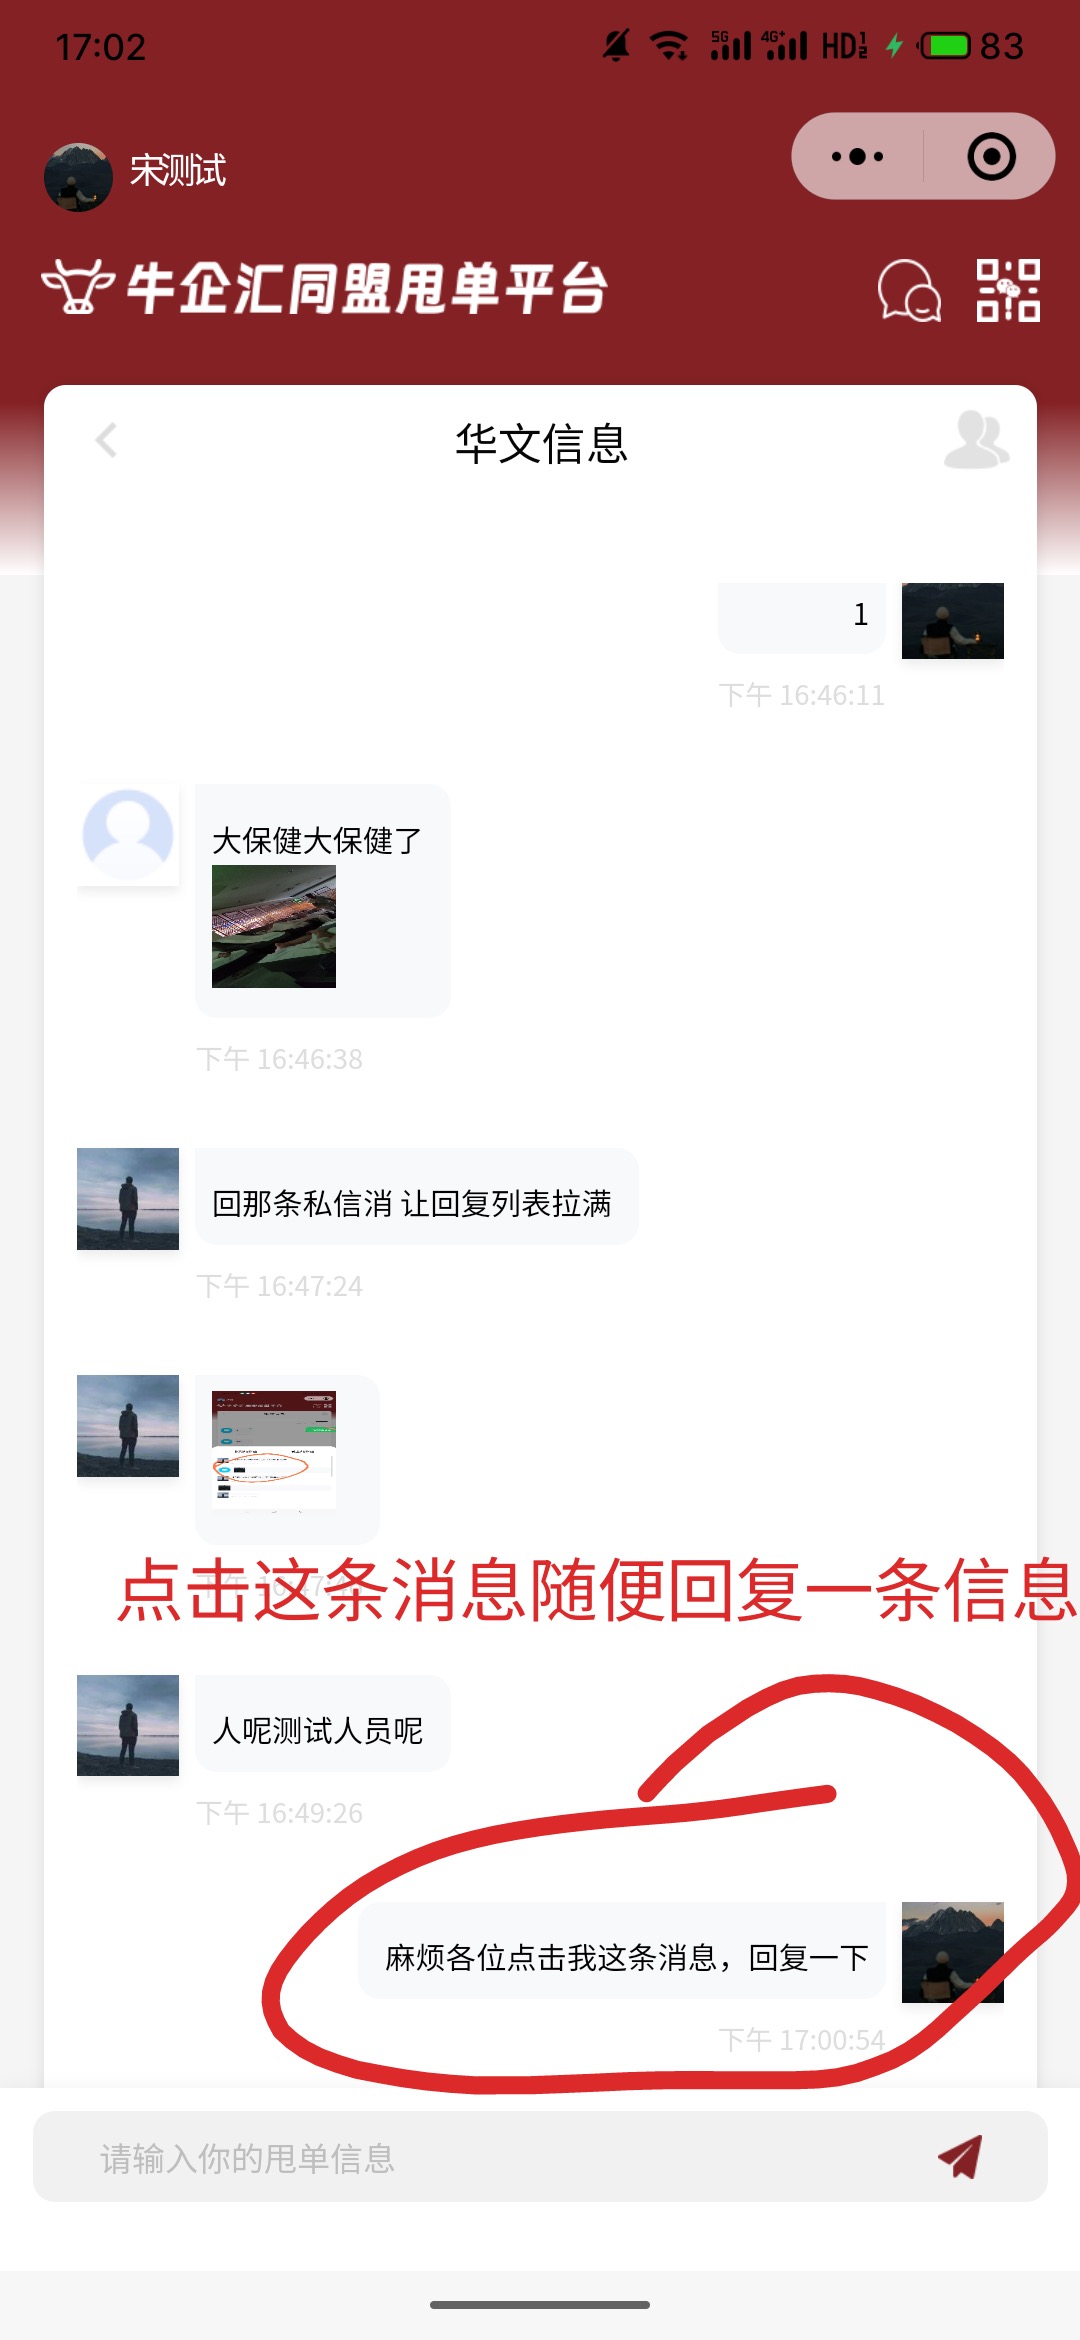 17:02
5G 4G+ HD 1 2 83
宋测试
牛企汇同盟甩单平台
华文信息
1
下午 16:46:11
大保健大保健了
下午 16:46:38
回那条私信消 让回复列表拉满
下午 16:47:24
点击这条消息随便回复一条信息
人呢测试人员呢
下午 16:49:26
麻烦各位点击我这条消息，回复一下
下午 17:00:54
请输入你的甩单信息